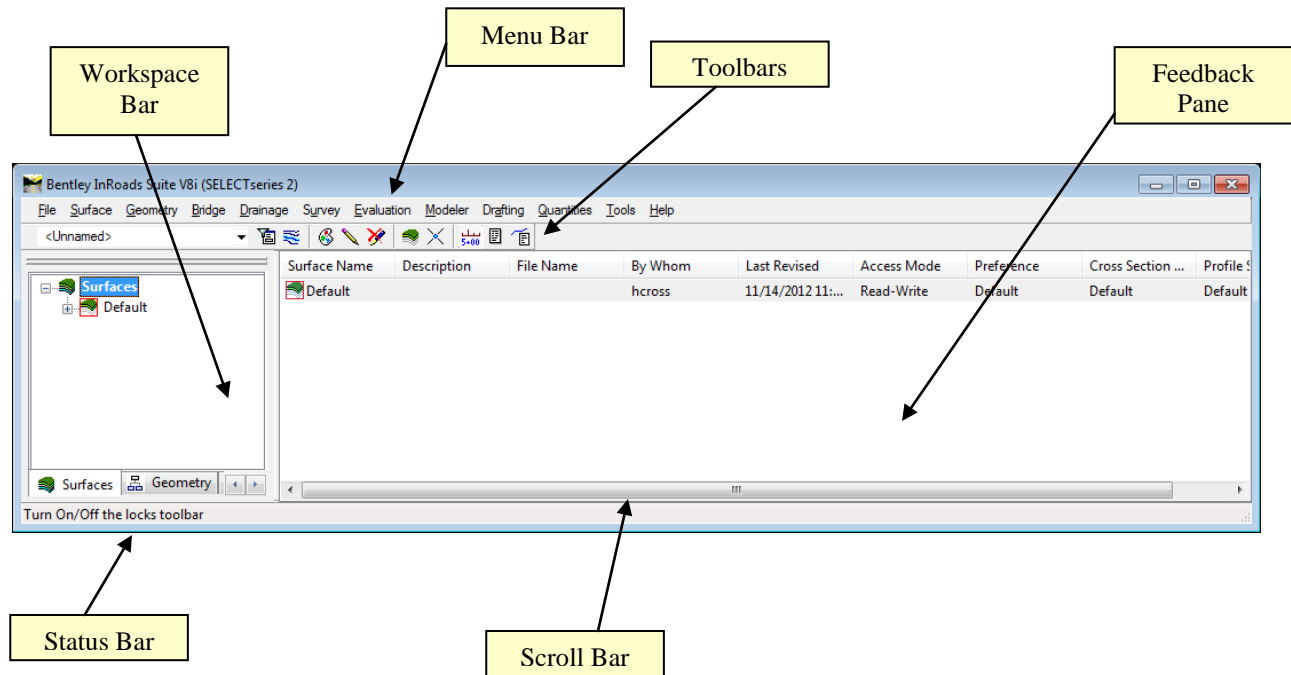 Menu Bar
Workspace
Bar
Toolbars
Feedback
Pane
Bentley InRoads Suite V8i (SELECTseries 2)
File Surface Geometry Bridge Drainage Survey Evaluation Modeler Drafting Quantities Tools Help
<Unnamed> 5+00
Surface Name Description File Name By Whom Last Revised Access Mode Preference Cross Section ... Profile S
Surfaces
Default hcross 11/14/2012 11:... Read-Write Default Default Default
Default
Surfaces Geometry
Turn On/Off the locks toolbar
Status Bar
Scroll Bar